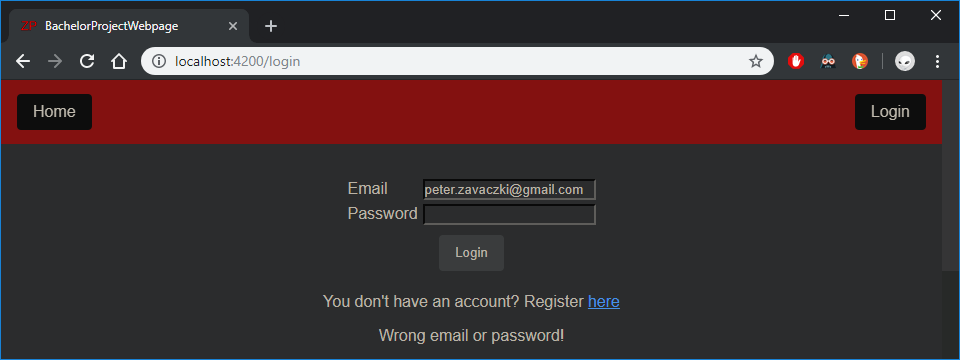 BachelorProjectWebpage
localhost:4200/login
Home Login
Email peter.zavaczki@gmail.com
Password
Login
You don't have an account? Register here
Wrong email or password!